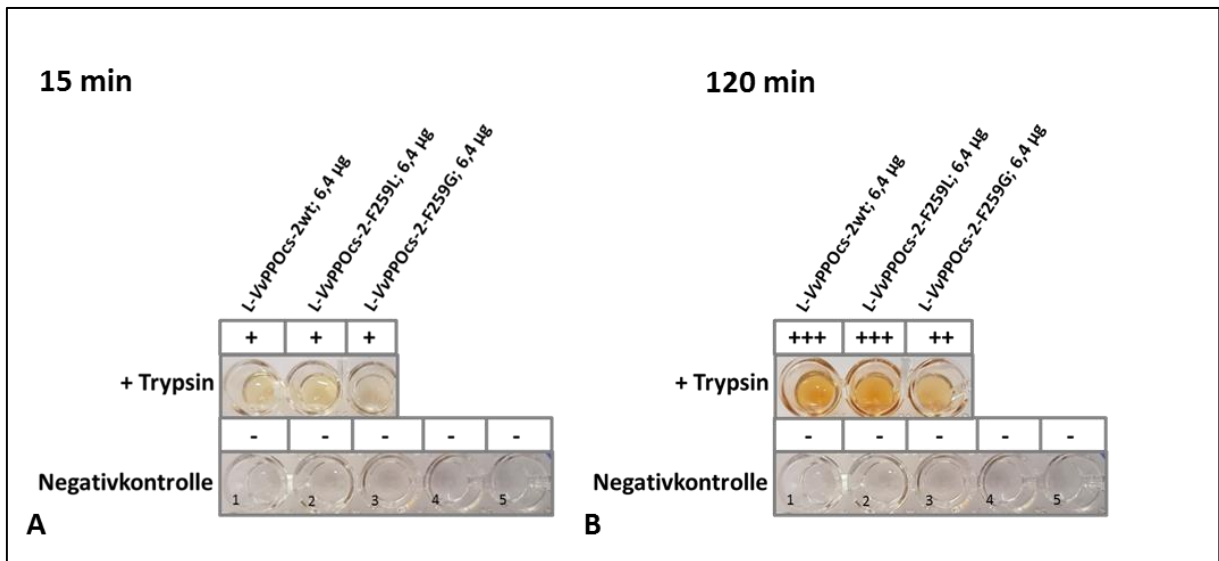 15 min
120 min
L-VvPPOcs-2wt; 6,4 µg
L-VvPPOcs-2-F259L; 6,4 µg
L-VvPPOcs-2-F259G; 6,4 µg
L-VvPPOcs-2wt; 6,4 µg
L-VvPPOcs-2-F259L; 6,4 µg
L-VvPPOcs-2-F259G; 6,4 µg
+ + +
+++ +++ ++
+ Trypsin
+ Trypsin
- - - - -
- - - - -
Negativkontrolle
1 2 3 4 5
Negativkontrolle
1 2 3 4 5
A
B